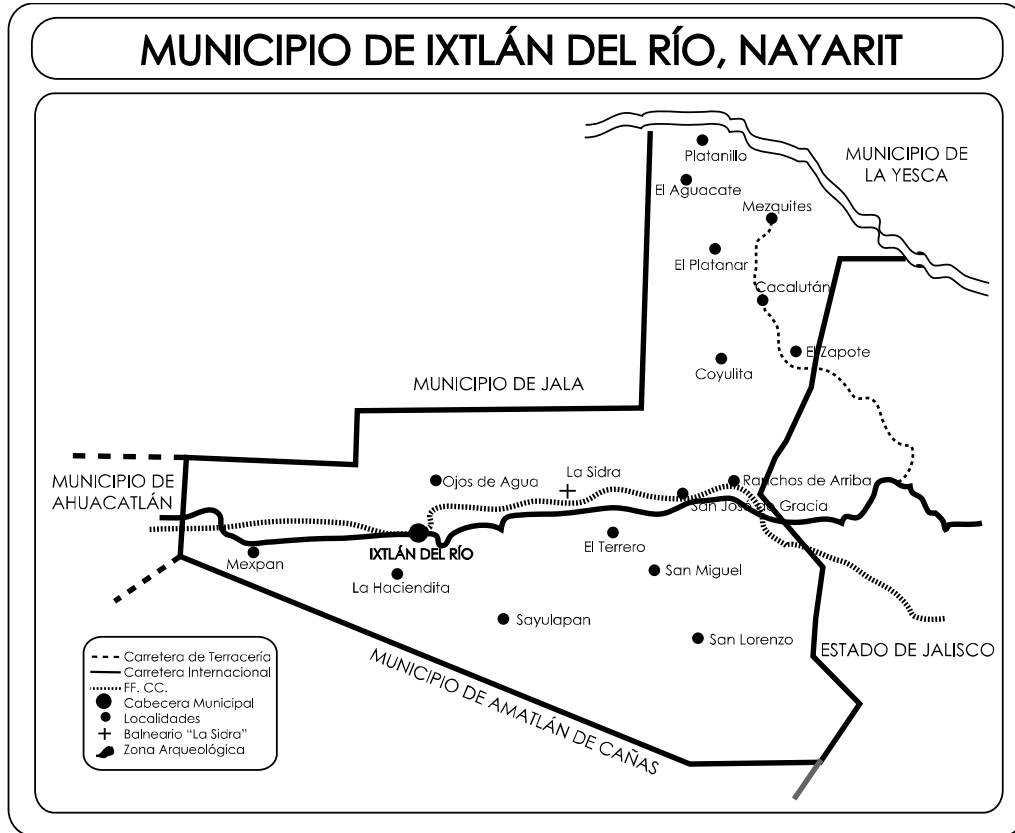 MUNICIPIO DE IXTLÁN DEL RÍO, NAYARIT
Platanillo
MUNICIPIO DE
LA YESCA
El Aguacate
Mezquites
El Platanar
Cacalután
El Zapote
Coyulita
MUNICIPIO DE JALA
MUNICIPIO DE
AHUACATLÁN
Ojos de Agua
La Sidra
Ranchos de Arriba
San José de Gracia
IXTLÁN DEL RÍO
El Terrero
Mexpan
La Haciendita
San Miguel
Sayulapan
San Lorenzo
ESTADO DE JALISCO
MUNICIPIO DE AMATLÁN DE CAÑAS
Carretera de Terracería
Carretera Internacional
FF. CC.
Cabecera Municipal
Localidades
Balneario "La Sidra"
Zona Arqueológica